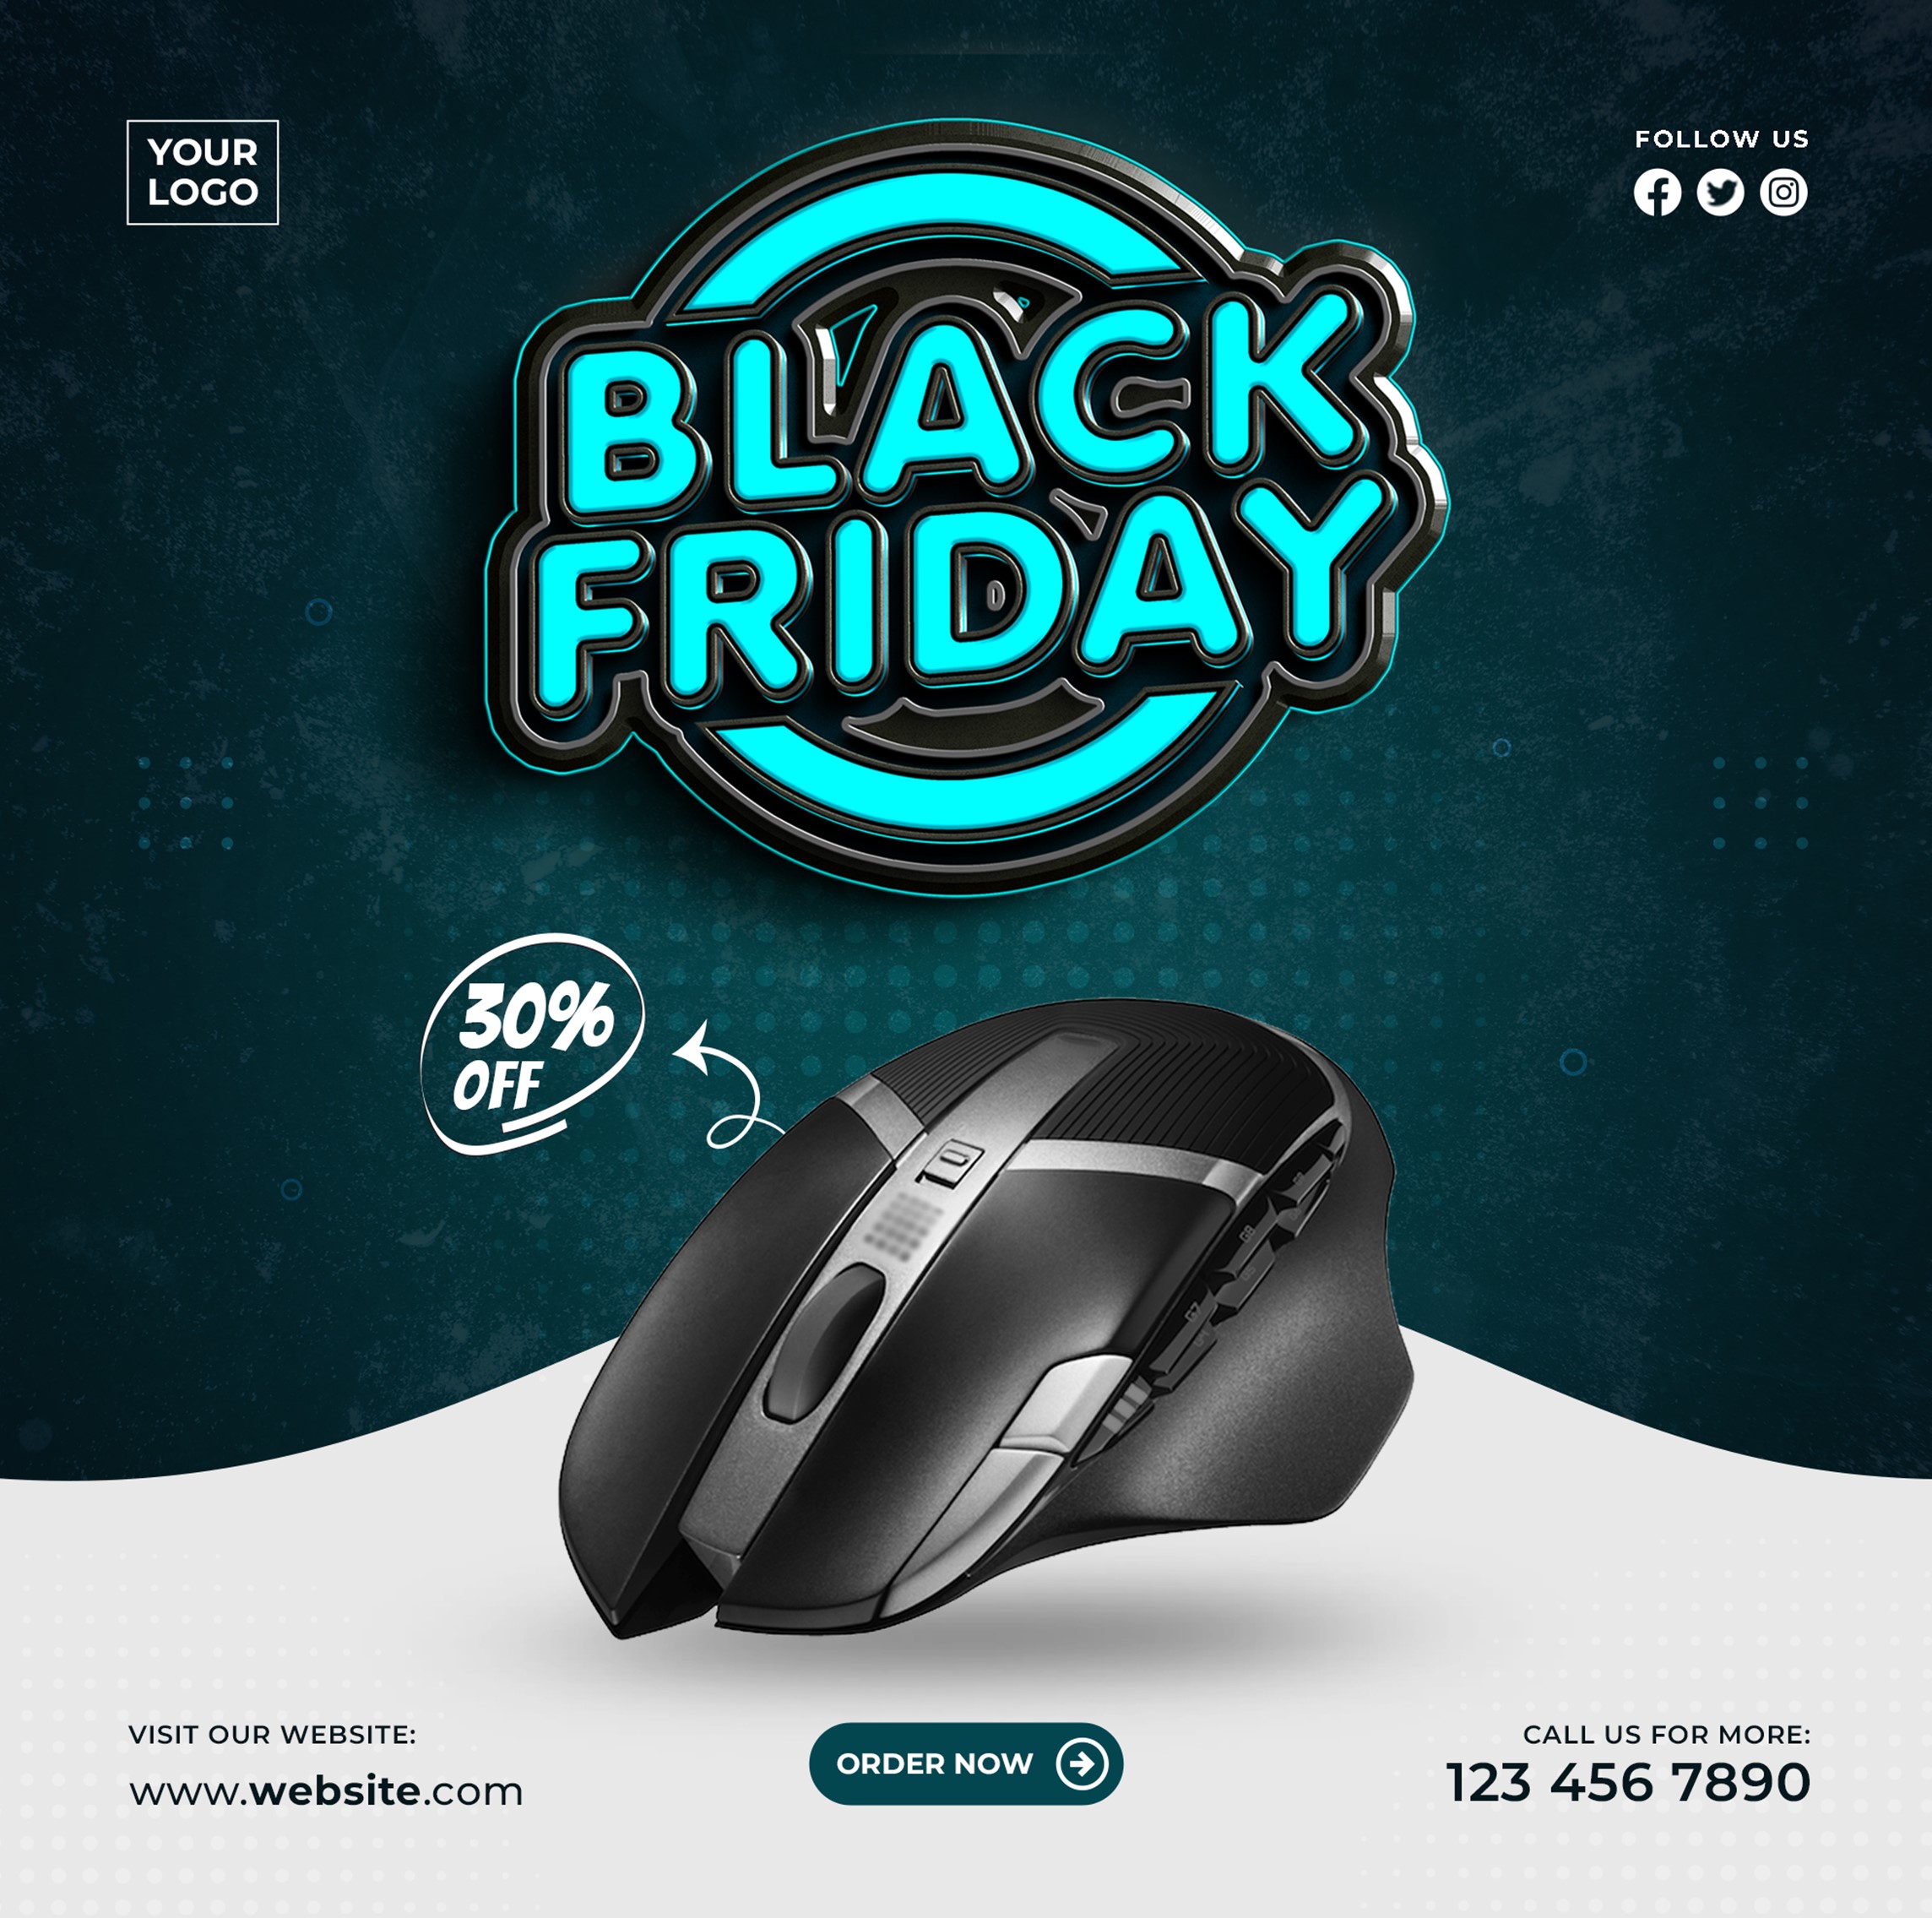 YOUR
LOGO
FOLLOW US
BLACK
FRIDAY
30%
OFF
VISIT OUR WEBSITE:
www.website.com
ORDER NOW
CALL US FOR MORE:
123 456 7890